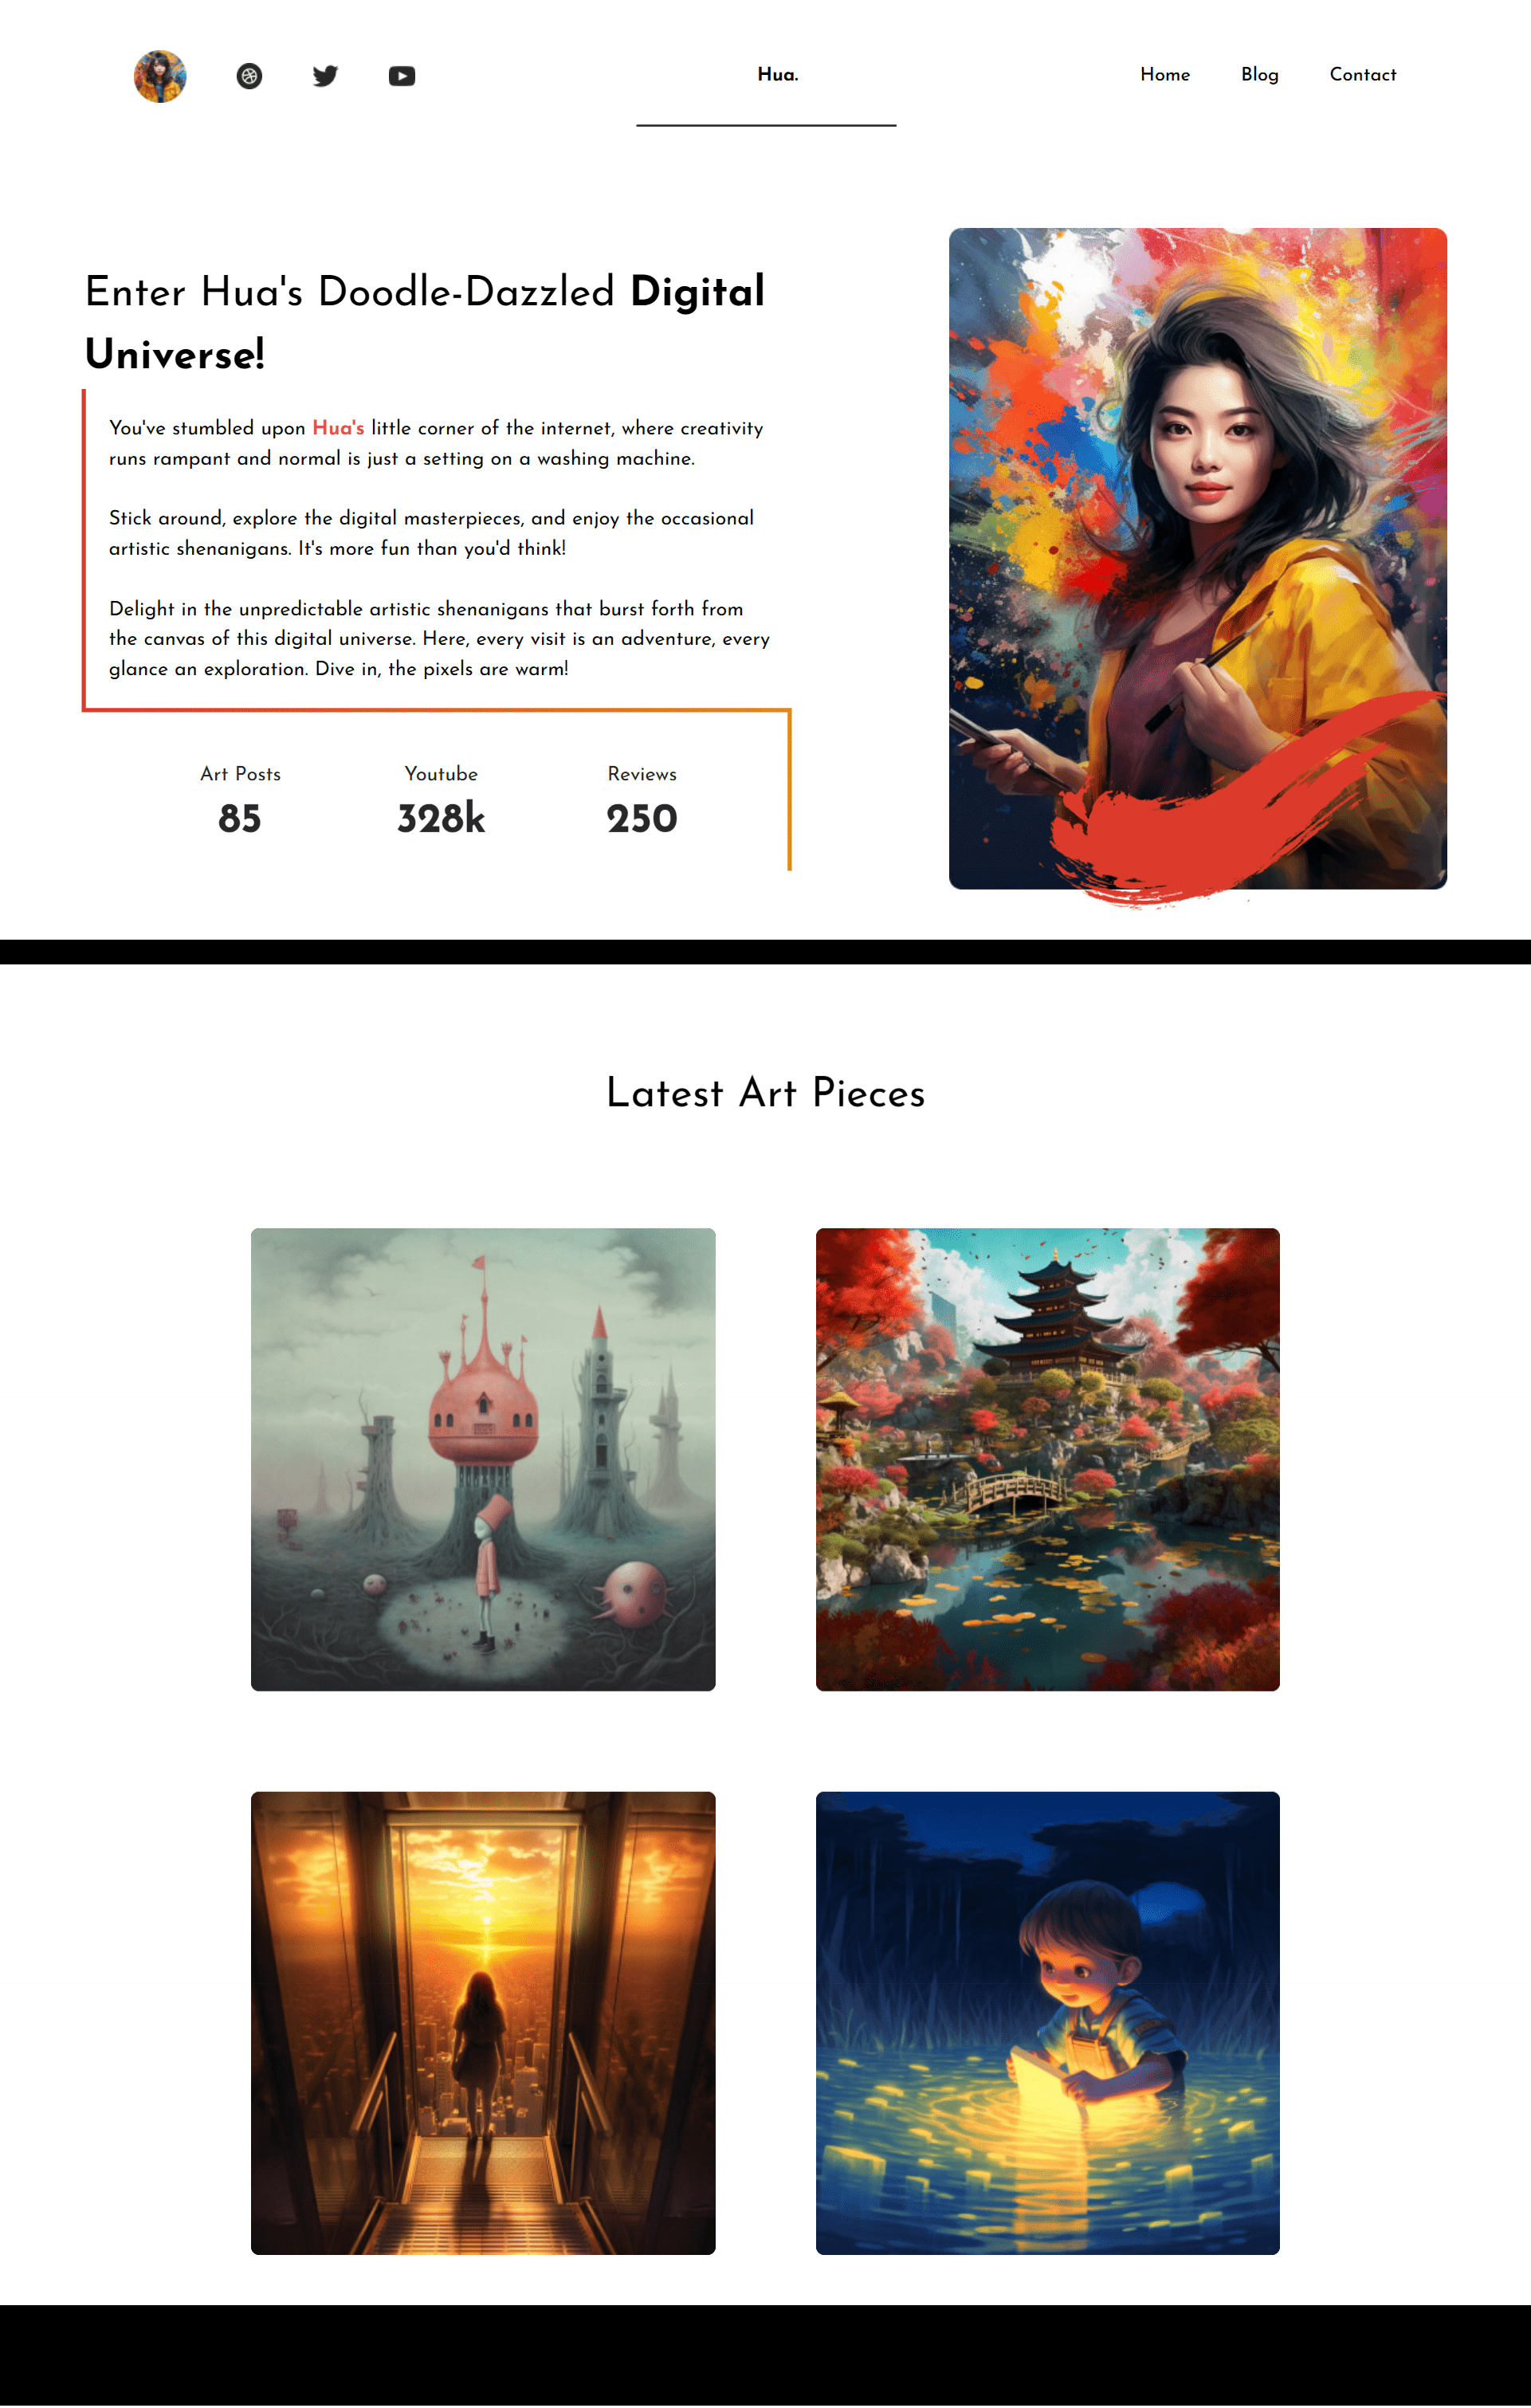 Hua.
Home
Blog
Contact
Enter Hua's Doodle-Dazzled Digital
Universe!
You've stumbled upon Hua's little corner of the internet, where creativity
runs rampant and normal is just a setting on a washing machine.
Stick around, explore the digital masterpieces, and enjoy the occasional
artistic shenanigans. It's more fun than you'd think!
Delight in the unpredictable artistic shenanigans that burst forth from
the canvas of this digital universe. Here, every visit is an adventure, every
glance an exploration. Dive in, the pixels are warm!
Art Posts
85
Youtube
328k
Reviews
250
Latest Art Pieces